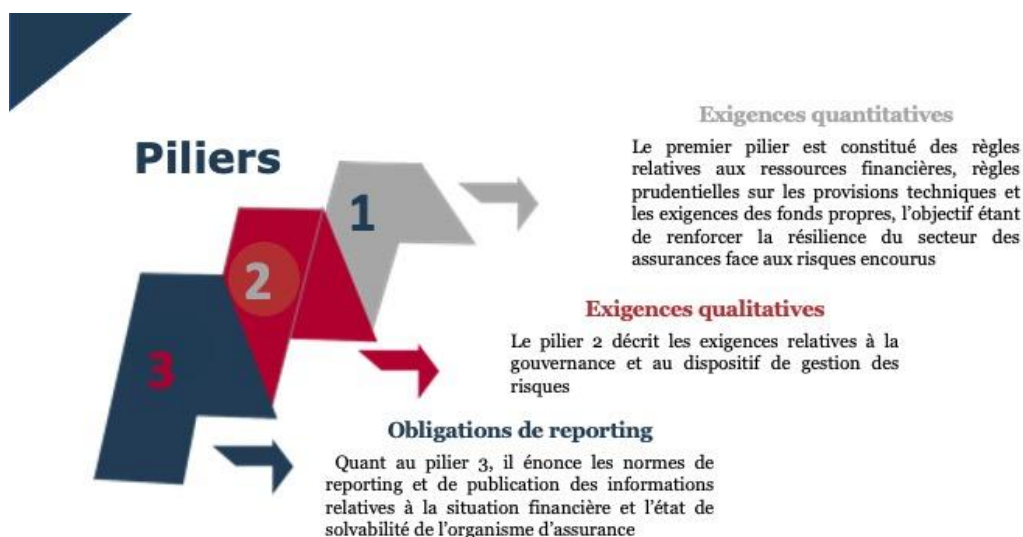 Piliers
1
2
3
Exigences quantitatives
Le premier pilier est constitué des règles
relatives aux ressources financières, règles
prudentielles sur les provisions techniques et
les exigences des fonds propres, l’objectif étant
de renforcer la résilience du secteur des
assurances face aux risques encourus
Exigences qualitatives
Le pilier 2 décrit les exigences relatives à la
gouvernance et au dispositif de gestion des
risques
Obligations de reporting
Quant au pilier 3, il énonce les normes de
reporting et de publication des informations
relatives à la situation financière et l’état de
solvabilité de l’organisme d’assurance